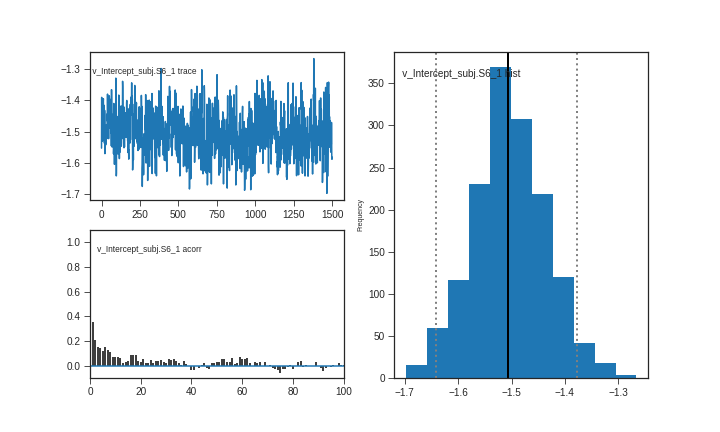 v_Intercept_subj.S6_1 trace
−1.3
−1.4
−1.5
−1.6
−1.7
0 250 500 750 1000 1250 1500
v_Intercept_subj.S6_1 acorr
1.0
0.8
0.6
0.4
0.2
0.0
0 20 40 60 80 100
v_Intercept_subj.S6_1 hist
Frequency
350
300
250
200
150
100
50
0
−1.7 −1.6 −1.5 −1.4 −1.3